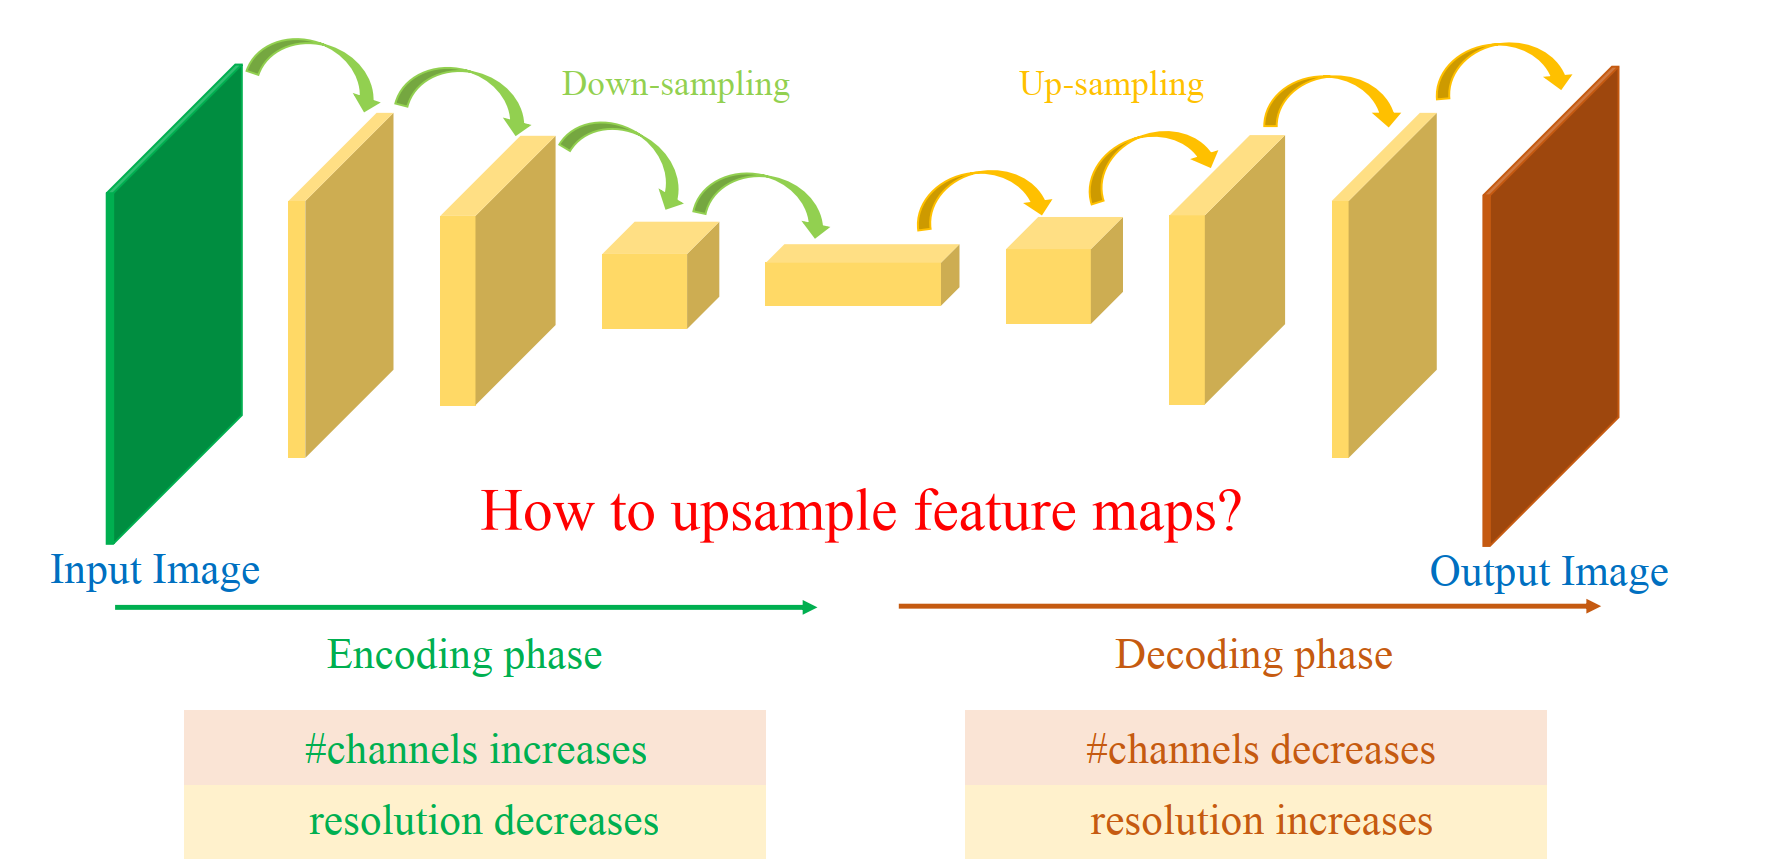 Down-sampling
Up-sampling
How to upsample feature maps?
Input Image
Output Image
Encoding phase
Decoding phase
#channels increases
resolution decreases
#channels decreases
resolution increases